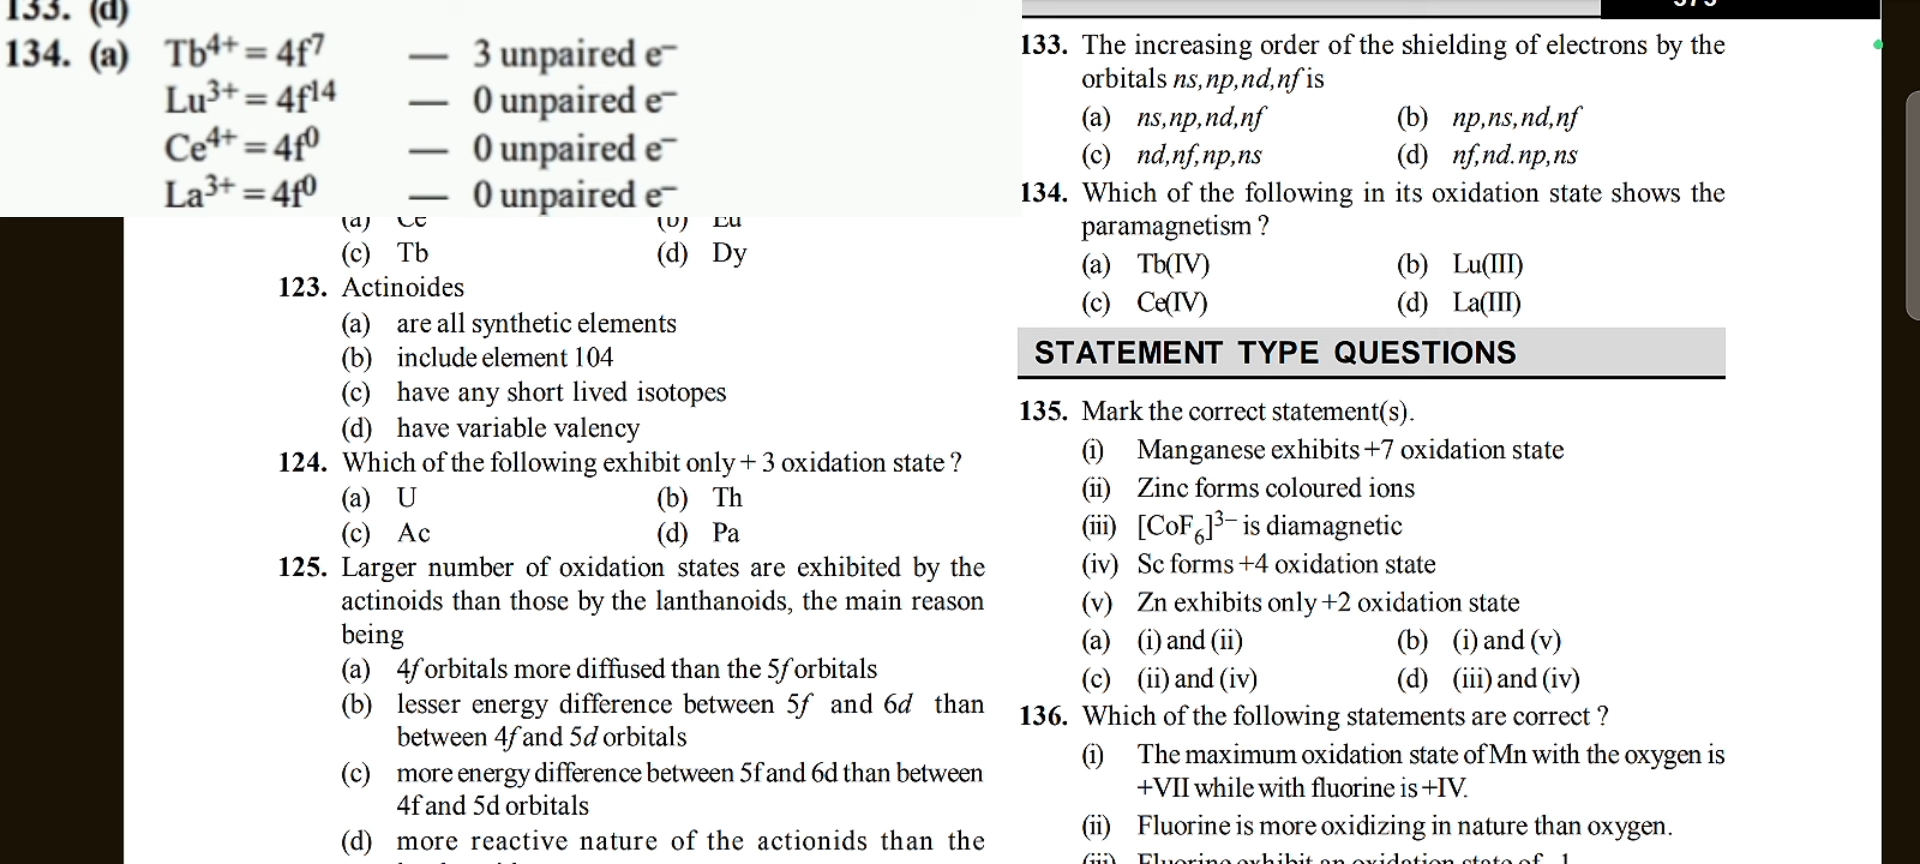 133. (d)
134. (a) Tb4+ = 4f7 — 3 unpaired e−
Lu3+ = 4f14 — 0 unpaired e−
Ce4+ = 4f0 — 0 unpaired e−
La3+ = 4f0 — 0 unpaired e−
(a) Ce (b) Eu
(c) Tb (d) Dy
123. Actinoides
(a) are all synthetic elements
(b) include element 104
(c) have any short lived isotopes
(d) have variable valency
124. Which of the following exhibit only + 3 oxidation state ?
(a) U (b) Th
(c) Ac (d) Pa
125. Larger number of oxidation states are exhibited by the
actinoids than those by the lanthanoids, the main reason
being
(a) 4f orbitals more diffused than the 5f orbitals
(b) lesser energy difference between 5f and 6d than
between 4f and 5d orbitals
(c) more energy difference between 5f and 6d than between
4f and 5d orbitals
(d) more reactive nature of the actionids than the
133. The increasing order of the shielding of electrons by the
orbitals ns, np, nd, nf is
(a) ns, np, nd, nf (b) np, ns, nd, nf
(c) nd, nf, np, ns (d) nf, nd. np, ns
134. Which of the following in its oxidation state shows the
paramagnetism ?
(a) Tb(IV) (b) Lu(III)
(c) Ce(IV) (d) La(III)
STATEMENT TYPE QUESTIONS
135. Mark the correct statement(s).
(i) Manganese exhibits +7 oxidation state
(ii) Zinc forms coloured ions
(iii) [CoF6]3− is diamagnetic
(iv) Sc forms +4 oxidation state
(v) Zn exhibits only +2 oxidation state
(a) (i) and (ii) (b) (i) and (v)
(c) (ii) and (iv) (d) (iii) and (iv)
136. Which of the following statements are correct ?
(i) The maximum oxidation state of Mn with the oxygen is
+VII while with fluorine is +IV.
(ii) Fluorine is more oxidizing in nature than oxygen.
(iii) Fluorine exhibit an oxidation state of